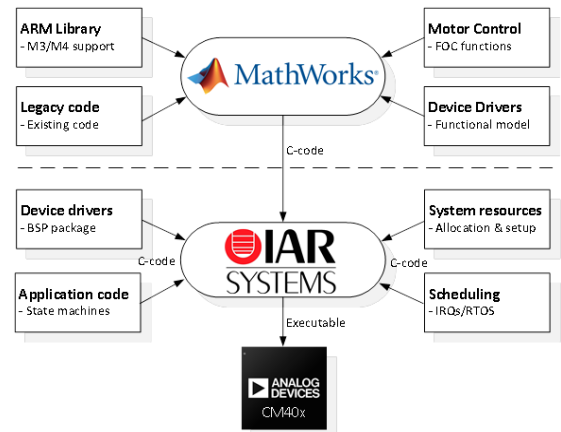 ARM Library
- M3/M4 support
Motor Control
- FOC functions
MathWorks®
Legacy code
- Existing code
Device Drivers
- Functional model
C-code
Device drivers
- BSP package
System resources
- Allocation & setup
IAR
SYSTEMS
C-code
C-code
Application code
- State machines
Scheduling
- IRQs/RTOS
Executable
ANALOG
DEVICES
CM40x